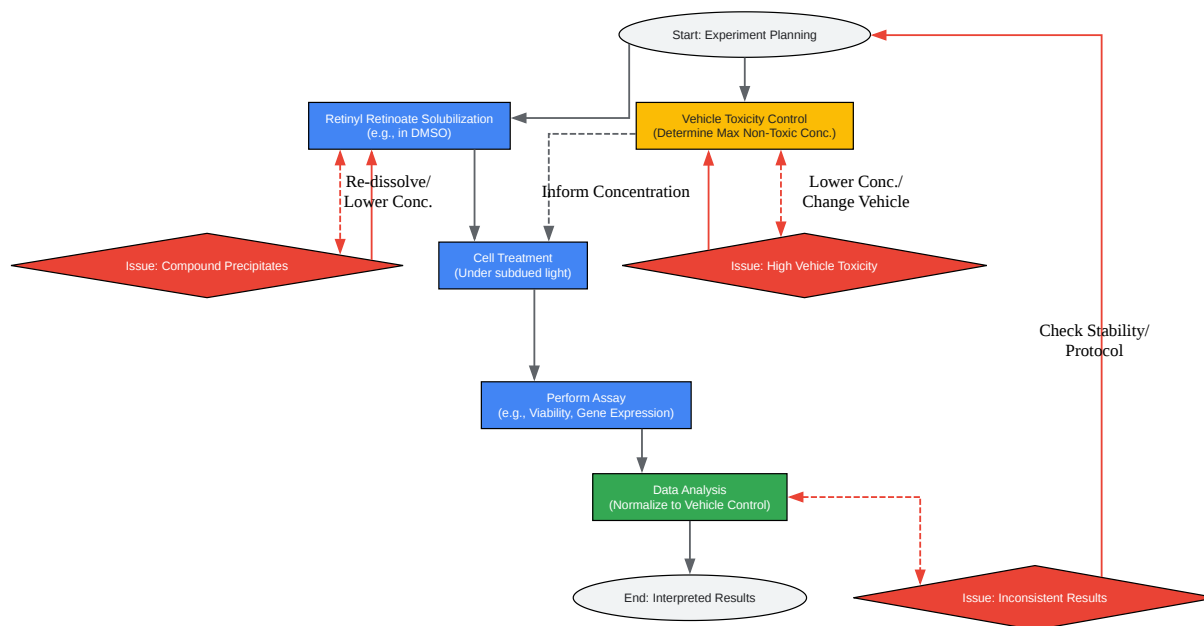 Start: Experiment Planning
Retinyl Retinoate Solubilization
(e.g., in DMSO)
Vehicle Toxicity Control
(Determine Max Non-Toxic Conc.)
Re-dissolve/
Lower Conc.
Inform Concentration
Lower Conc./
Change Vehicle
Issue: Compound Precipitates
Cell Treatment
(Under subdued light)
Issue: High Vehicle Toxicity
Check Stability/
Protocol
Perform Assay
(e.g., Viability, Gene Expression)
Data Analysis
(Normalize to Vehicle Control)
End: Interpreted Results
Issue: Inconsistent Results